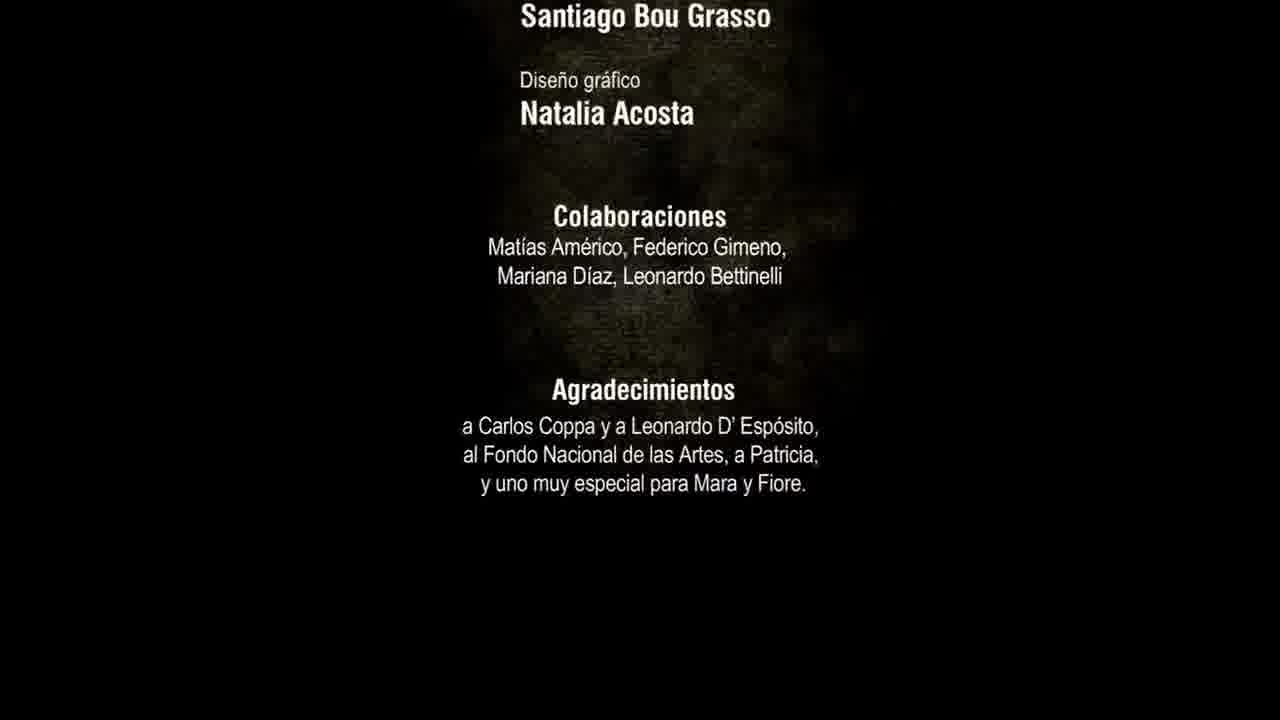 Santiago Bou Grasso
Diseño gráfico
Natalia Acosta
Colaboraciones
Matías Américo, Federico Gimeno,
Mariana Díaz, Leonardo Bettinelli
Agradecimientos
a Carlos Coppa y a Leonardo D' Espósito,
al Fondo Nacional de las Artes, a Patricia,
y uno muy especial para Mara y Fiore.